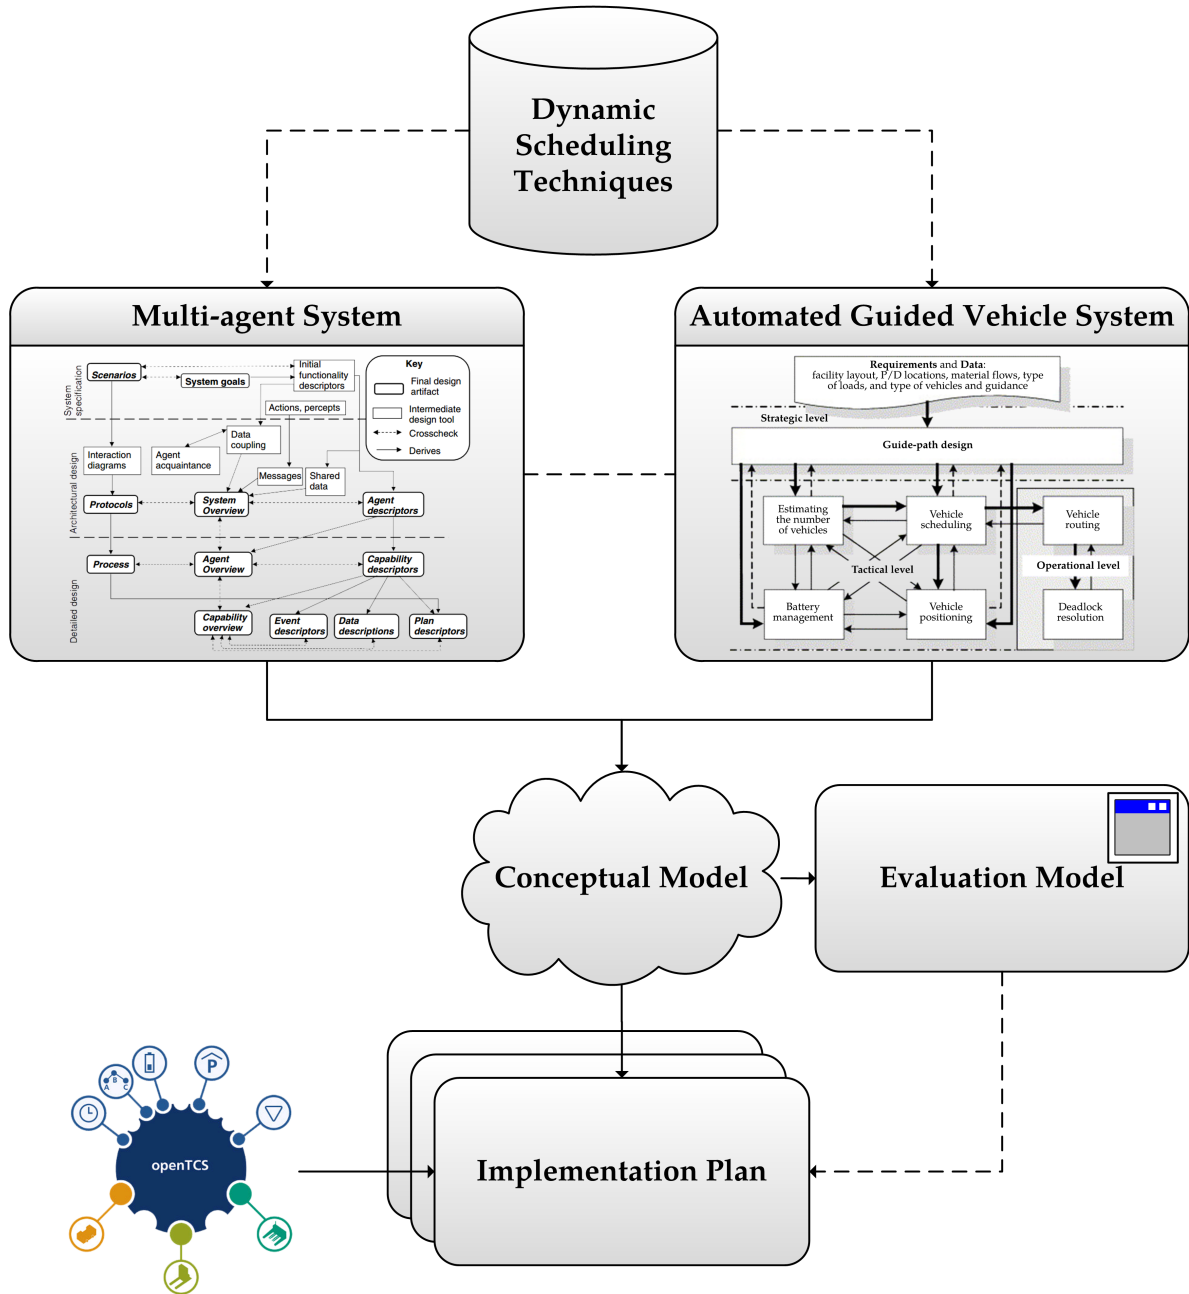 Dynamic
Scheduling
Techniques
Multi-agent System
System
specification
Scenarios
System goals
Initial
functionality
descriptors
Key
Final design
artifact
Intermediate
design tool
Crosscheck
Derives
Actions, percepts
Architectural design
Interaction
diagrams
Agent
acquaintance
Data
coupling
Messages
Shared
data
Protocols
System
Overview
Agent
descriptors
Detailed design
Process
Agent
Overview
Capability
descriptors
Capability
overview
Event
descriptors
Data
descriptions
Plan
descriptors
Automated Guided Vehicle System
Requirements and Data:
facility layout, P/D locations, material flows, type
of loads, and type of vehicles and guidance
Strategic level
Guide-path design
Estimating
the number
of vehicles
Vehicle
scheduling
Vehicle
routing
Tactical level
Operational level
Battery
management
Vehicle
positioning
Deadlock
resolution
Conceptual Model
Evaluation Model
A
B
C
P
openTCS
Implementation Plan